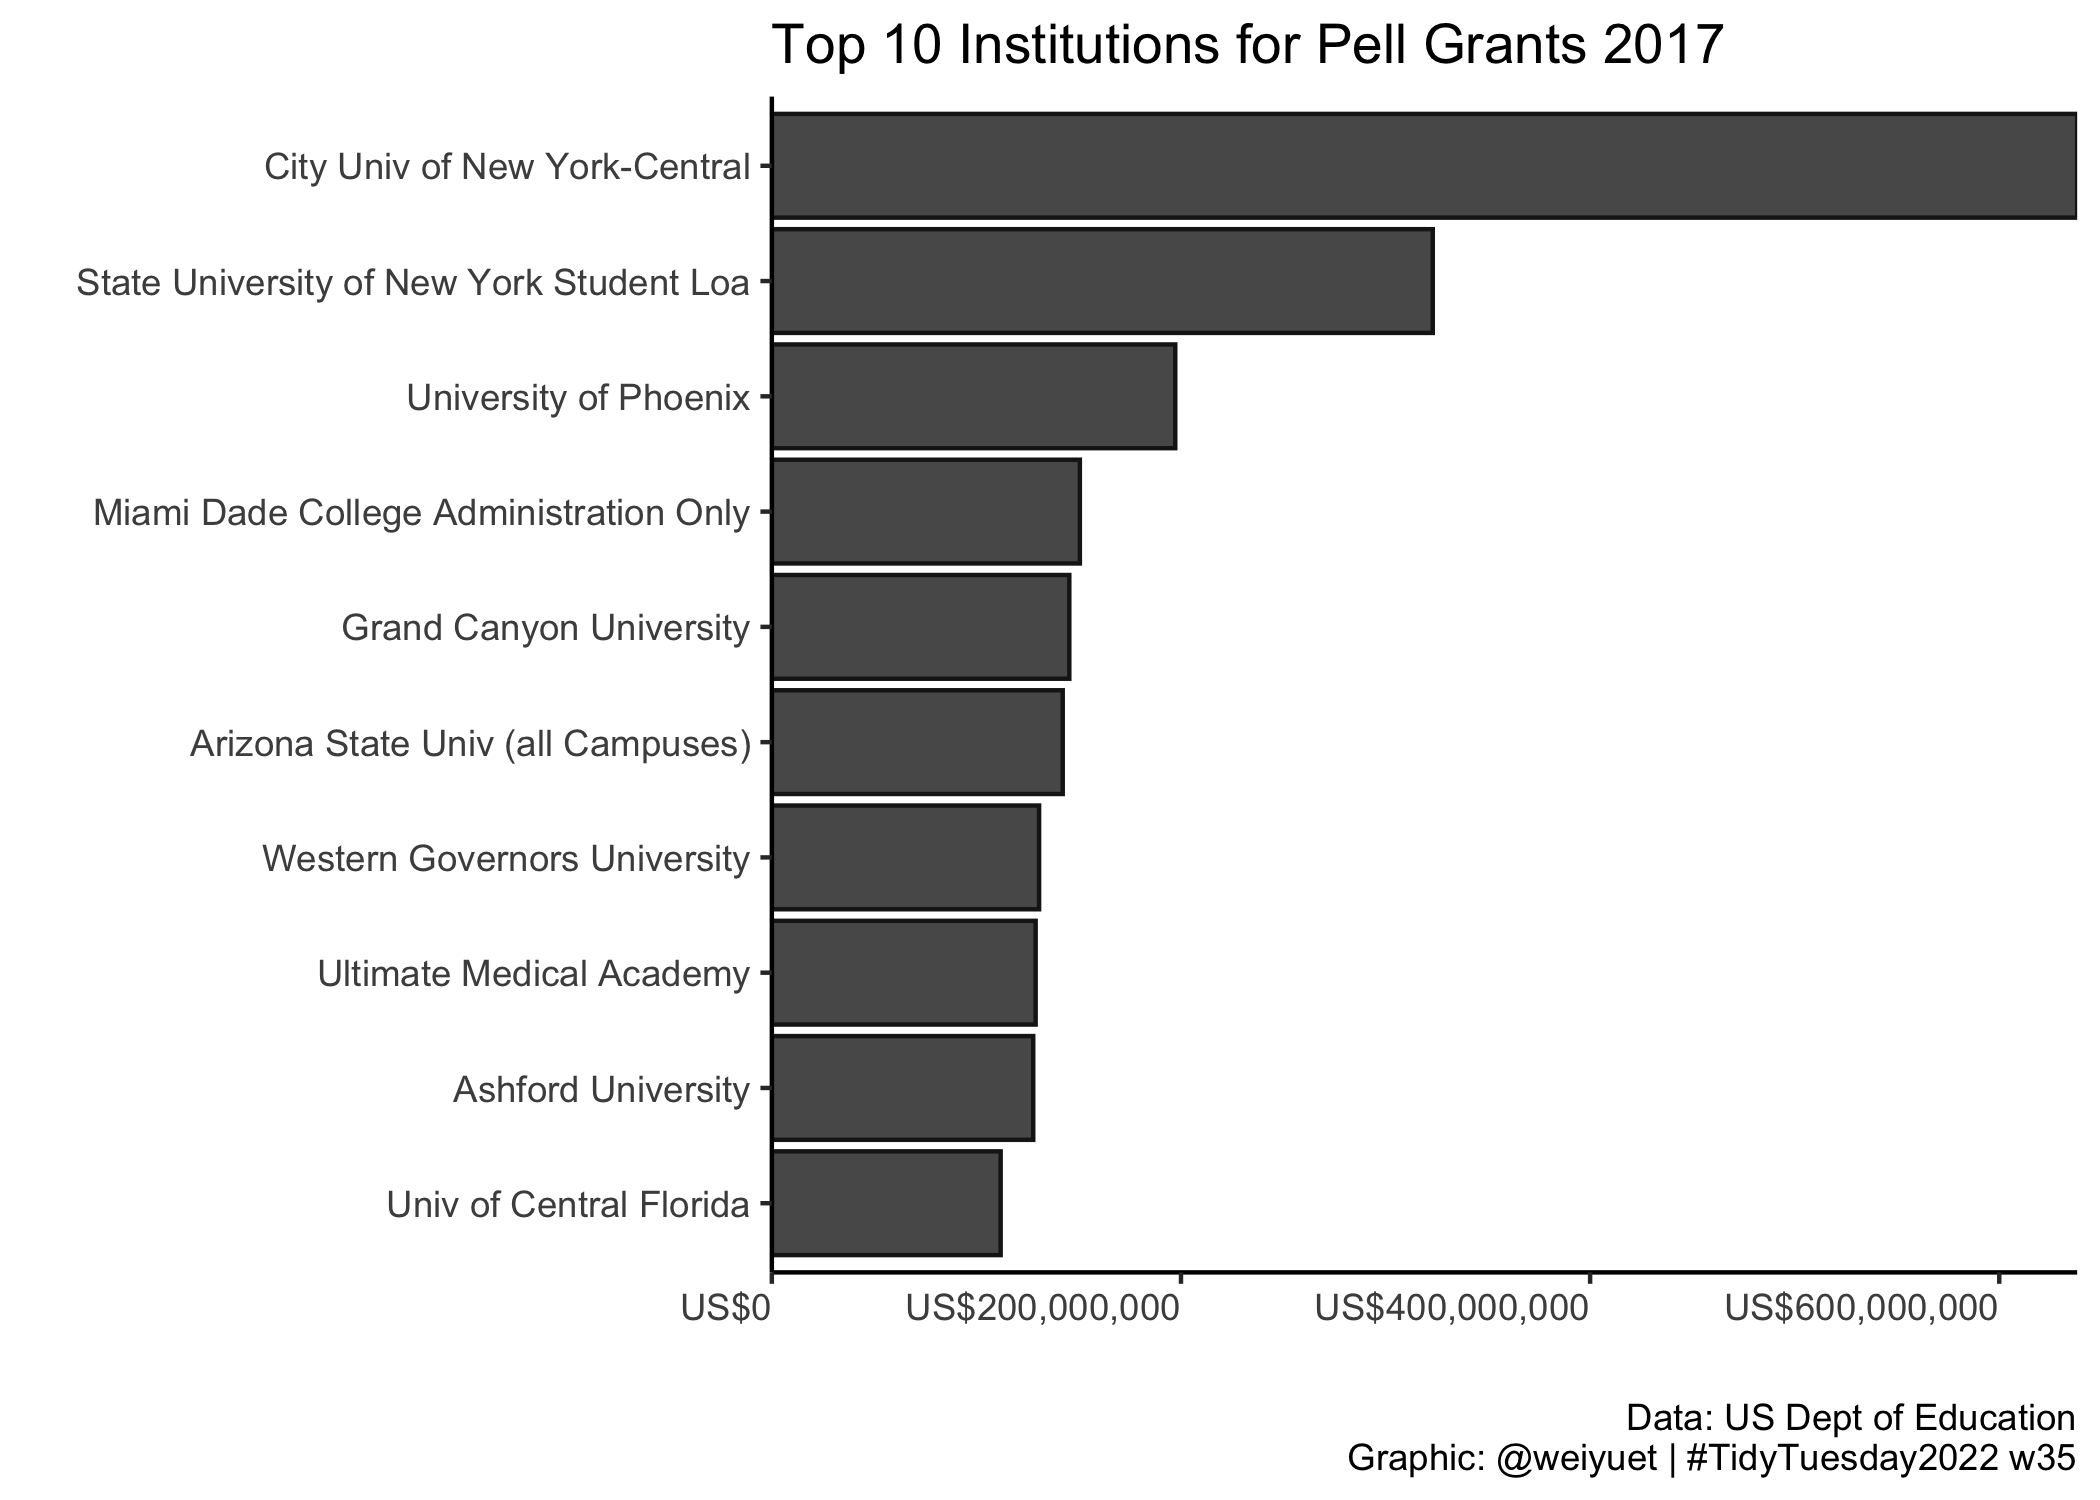 Top 10 Institutions for Pell Grants 2017
City Univ of New York-Central
State University of New York Student Loa
University of Phoenix
Miami Dade College Administration Only
Grand Canyon University
Arizona State Univ (all Campuses)
Western Governors University
Ultimate Medical Academy
Ashford University
Univ of Central Florida
US$0 US$200,000,000 US$400,000,000 US$600,000,000
Data: US Dept of Education
Graphic: @weiyuet | #TidyTuesday2022 w35